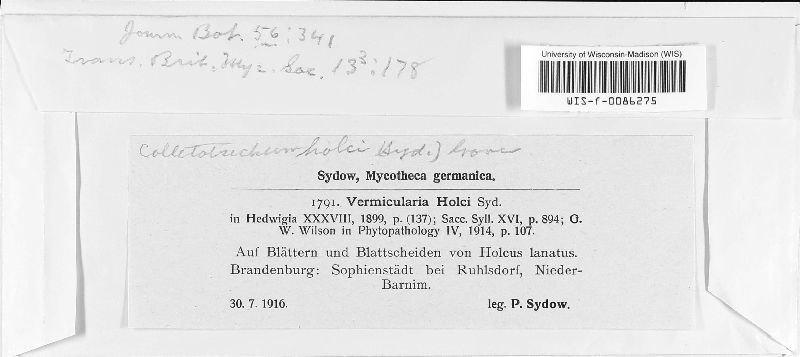 Journ Bot. 56:341
Trans. Brit. Myc. Soc. 13³:178
University of Wisconsin-Madison (WIS)
WIS-f-0086275
Colletotrichum holci (Syd.) Grove
Sydow, Mycotheca germanica.
1791. Vermicularia Holci Syd.
in Hedwigia XXXVIII, 1899, p. (137); Sacc. Syll. XVI, p. 894; G.
W. Wilson in Phytopathology IV, 1914, p. 107.
Auf Blättern und Blattscheiden von Holcus lanatus.
Brandenburg: Sophienstädt bei Ruhlsdorf, Nieder-
Barnim.
30. 7. 1916. leg. P. Sydow.